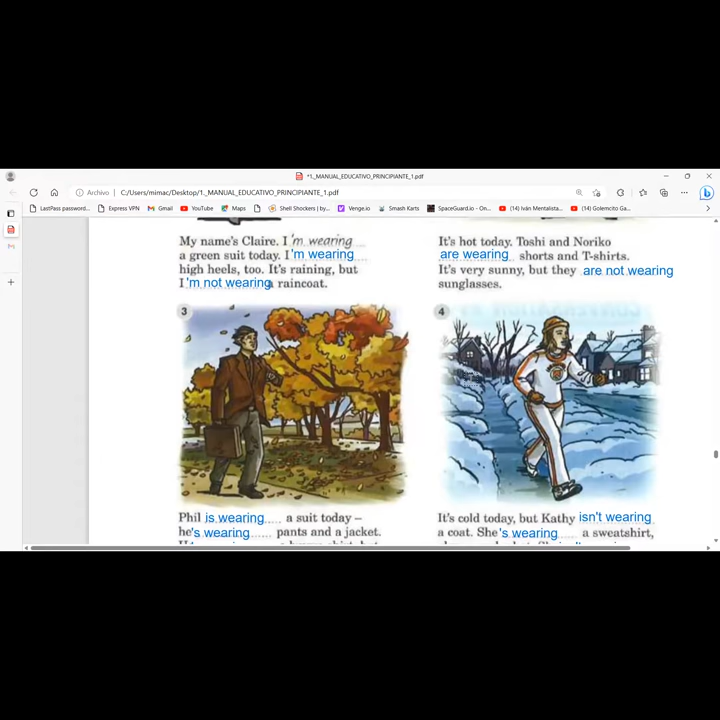 *1._MANUAL_EDUCATIVO_PRINCIPIANTE_1.pdf
Archivo | C:/Users/mimac/Desktop/1._MANUAL_EDUCATIVO_PRINCIPIANTE_1.pdf
LastPass password... Express VPN Gmail YouTube Maps Shell Shockers | by... Venge.io Smash Karts SpaceGuard.io - On... (14) Iván Mentalista... (14) Golemcito Ga...
My name's Claire. I 'm wearing
a green suit today. I 'm wearing
high heels, too. It's raining, but
I 'm not wearing a raincoat.
It's hot today. Toshi and Noriko
are wearing shorts and T-shirts.
It's very sunny, but they are not wearing
sunglasses.
3
4
Phil is wearing a suit today –
he's wearing pants and a jacket.
It's cold today, but Kathy isn't wearing
a coat. She's wearing a sweatshirt,